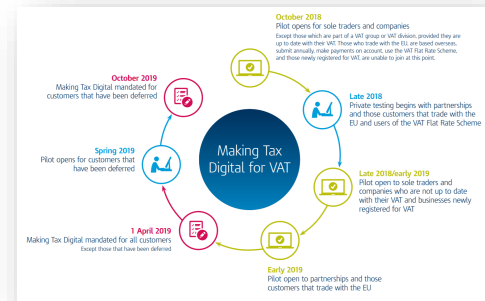 October 2018
Pilot opens for sole traders and companies
Except those which are part of a VAT group or VAT division, provided they are
up to date with their VAT. Those who trade with the EU, are based overseas,
submit annually, make payments on account, use the VAT Flat Rate Scheme,
and those newly registered for VAT, are unable to join at this point.
Late 2018
Private testing begins with partnerships
and those customers that trade with the
EU and users of the VAT Flat Rate Scheme
Late 2018/early 2019
Pilot open to sole traders and
companies who are not up to date
with their VAT and businesses newly
registered for VAT
Early 2019
Pilot open to partnerships and those
customers that trade with the EU
1 April 2019
Making Tax Digital mandated for all customers
Except those that have been deferred
Spring 2019
Pilot opens for customers that
have been deferred
October 2019
Making Tax Digital mandated for
customers that have been deferred
Making Tax
Digital for VAT